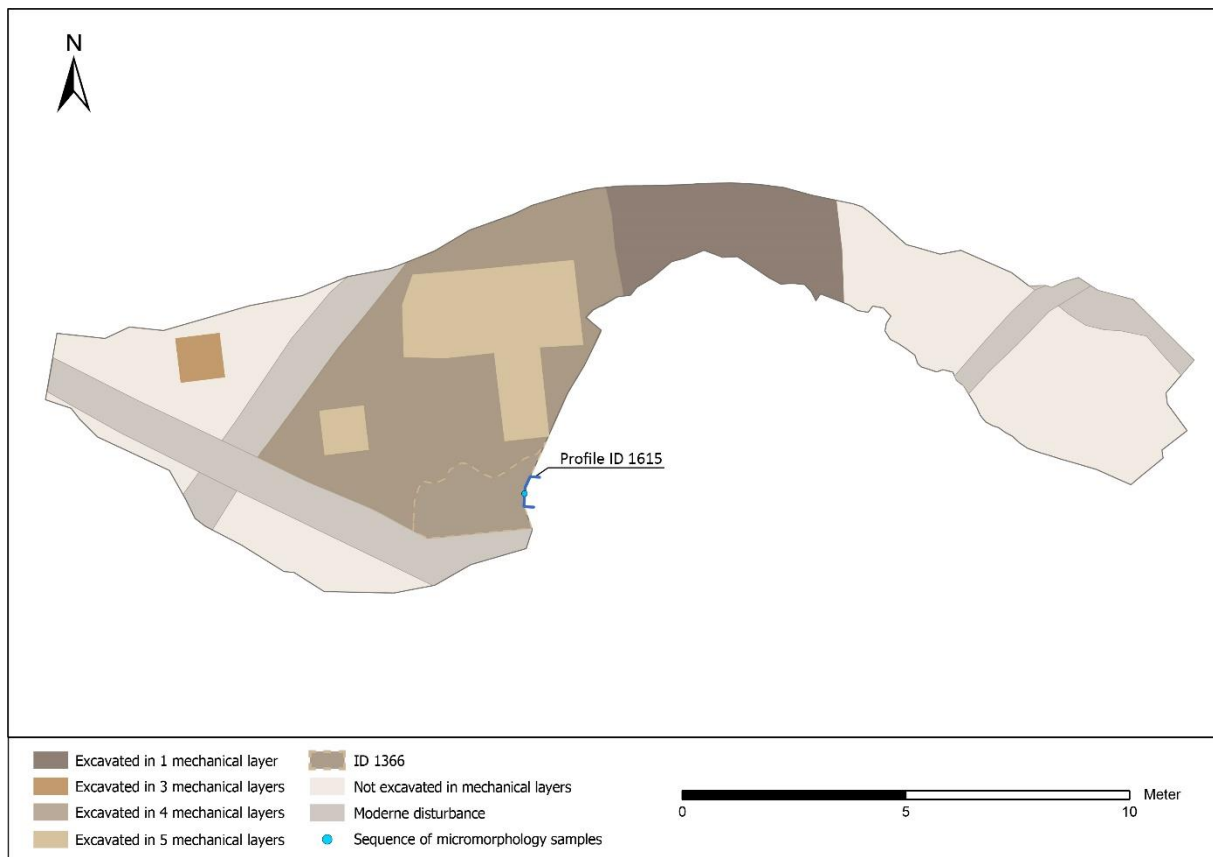 N
Profile ID 1615
Excavated in 1 mechanical layer
Excavated in 3 mechanical layers
Excavated in 4 mechanical layers
Excavated in 5 mechanical layers
ID 1366
Not excavated in mechanical layers
Moderne disturbance
Sequence of micromorphology samples
Meter
0 5 10